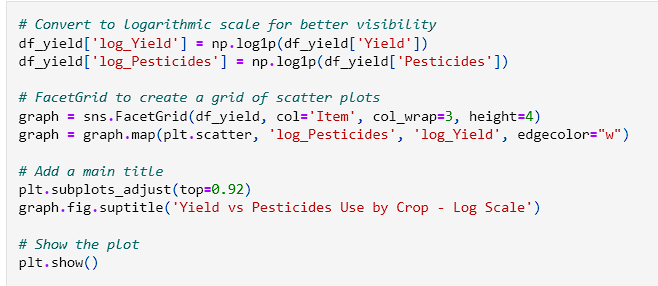 # Convert to logarithmic scale for better visibility
df_yield['log_Yield'] = np.log1p(df_yield['Yield'])
df_yield['log_Pesticides'] = np.log1p(df_yield['Pesticides'])
# FacetGrid to create a grid of scatter plots
graph = sns.FacetGrid(df_yield, col='Item', col_wrap=3, height=4)
graph = graph.map(plt.scatter, 'log_Pesticides', 'log_Yield', edgecolor="w")
# Add a main title
plt.subplots_adjust(top=0.92)
graph.fig.suptitle('Yield vs Pesticides Use by Crop - Log Scale')
# Show the plot
plt.show()